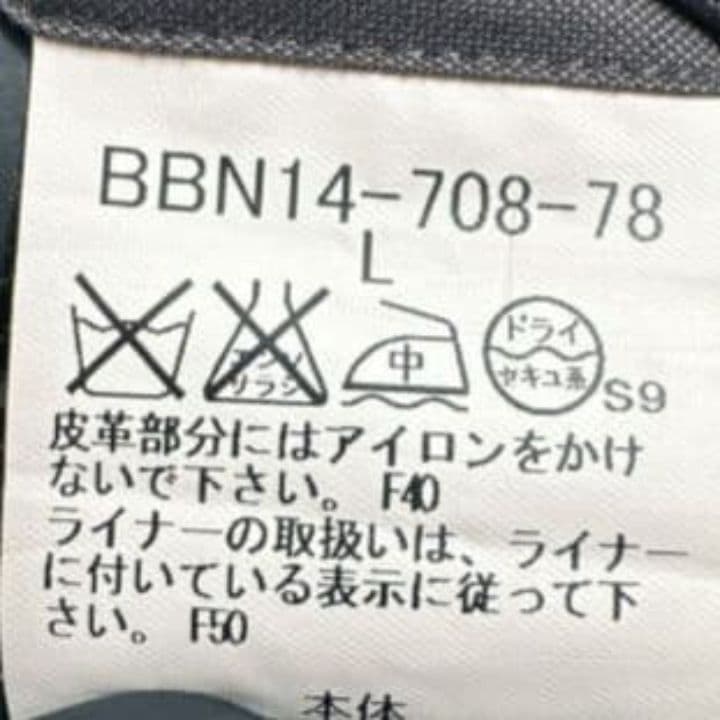 BBN14-708-78
L
エンソ
サラシ
中
ドライ
セキユ系
S9
皮革部分にはアイロンをかけ
ないで下さい。 F40
ライナーの取扱いは、ライナー
に付いている表示に従って下
さい。 F50
本体